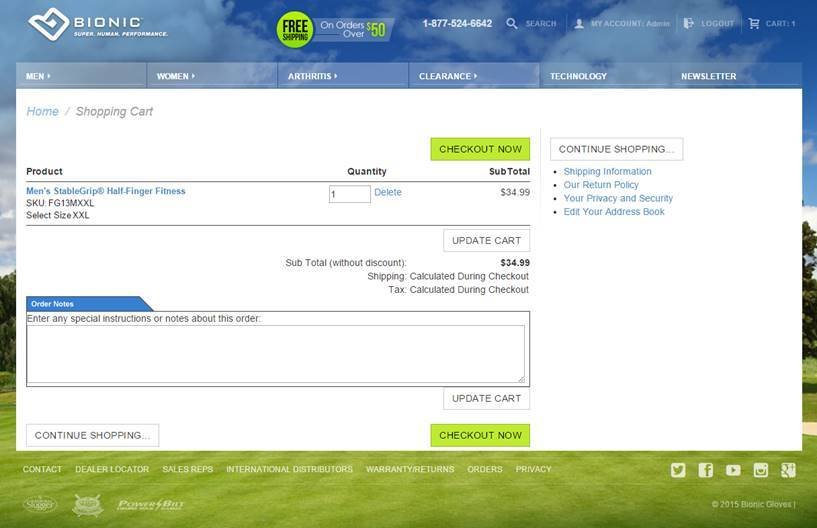 BIONIC
SUPER. HUMAN. PERFORMANCE.
FREE SHIPPING On Orders Over $50
1-877-524-6642
SEARCH
MY ACCOUNT: Admin
LOGOUT
CART: 1
MEN
WOMEN
ARTHRITIS
CLEARANCE
TECHNOLOGY
NEWSLETTER
Home / Shopping Cart
CHECKOUT NOW
CONTINUE SHOPPING...
Product Quantity SubTotal
Men's StableGrip® Half-Finger Fitness 1 Delete $34.99
SKU: FG13MXXL
Select Size XXL
Shipping Information
Our Return Policy
Your Privacy and Security
Edit Your Address Book
UPDATE CART
Sub Total (without discount): $34.99
Shipping: Calculated During Checkout
Tax: Calculated During Checkout
Order Notes
Enter any special instructions or notes about this order:
UPDATE CART
CONTINUE SHOPPING...
CHECKOUT NOW
CONTACT DEALER LOCATOR SALES REPS INTERNATIONAL DISTRIBUTORS WARRANTY/RETURNS ORDERS PRIVACY
Slugger
POWERBILT
© 2015 Bionic Gloves |